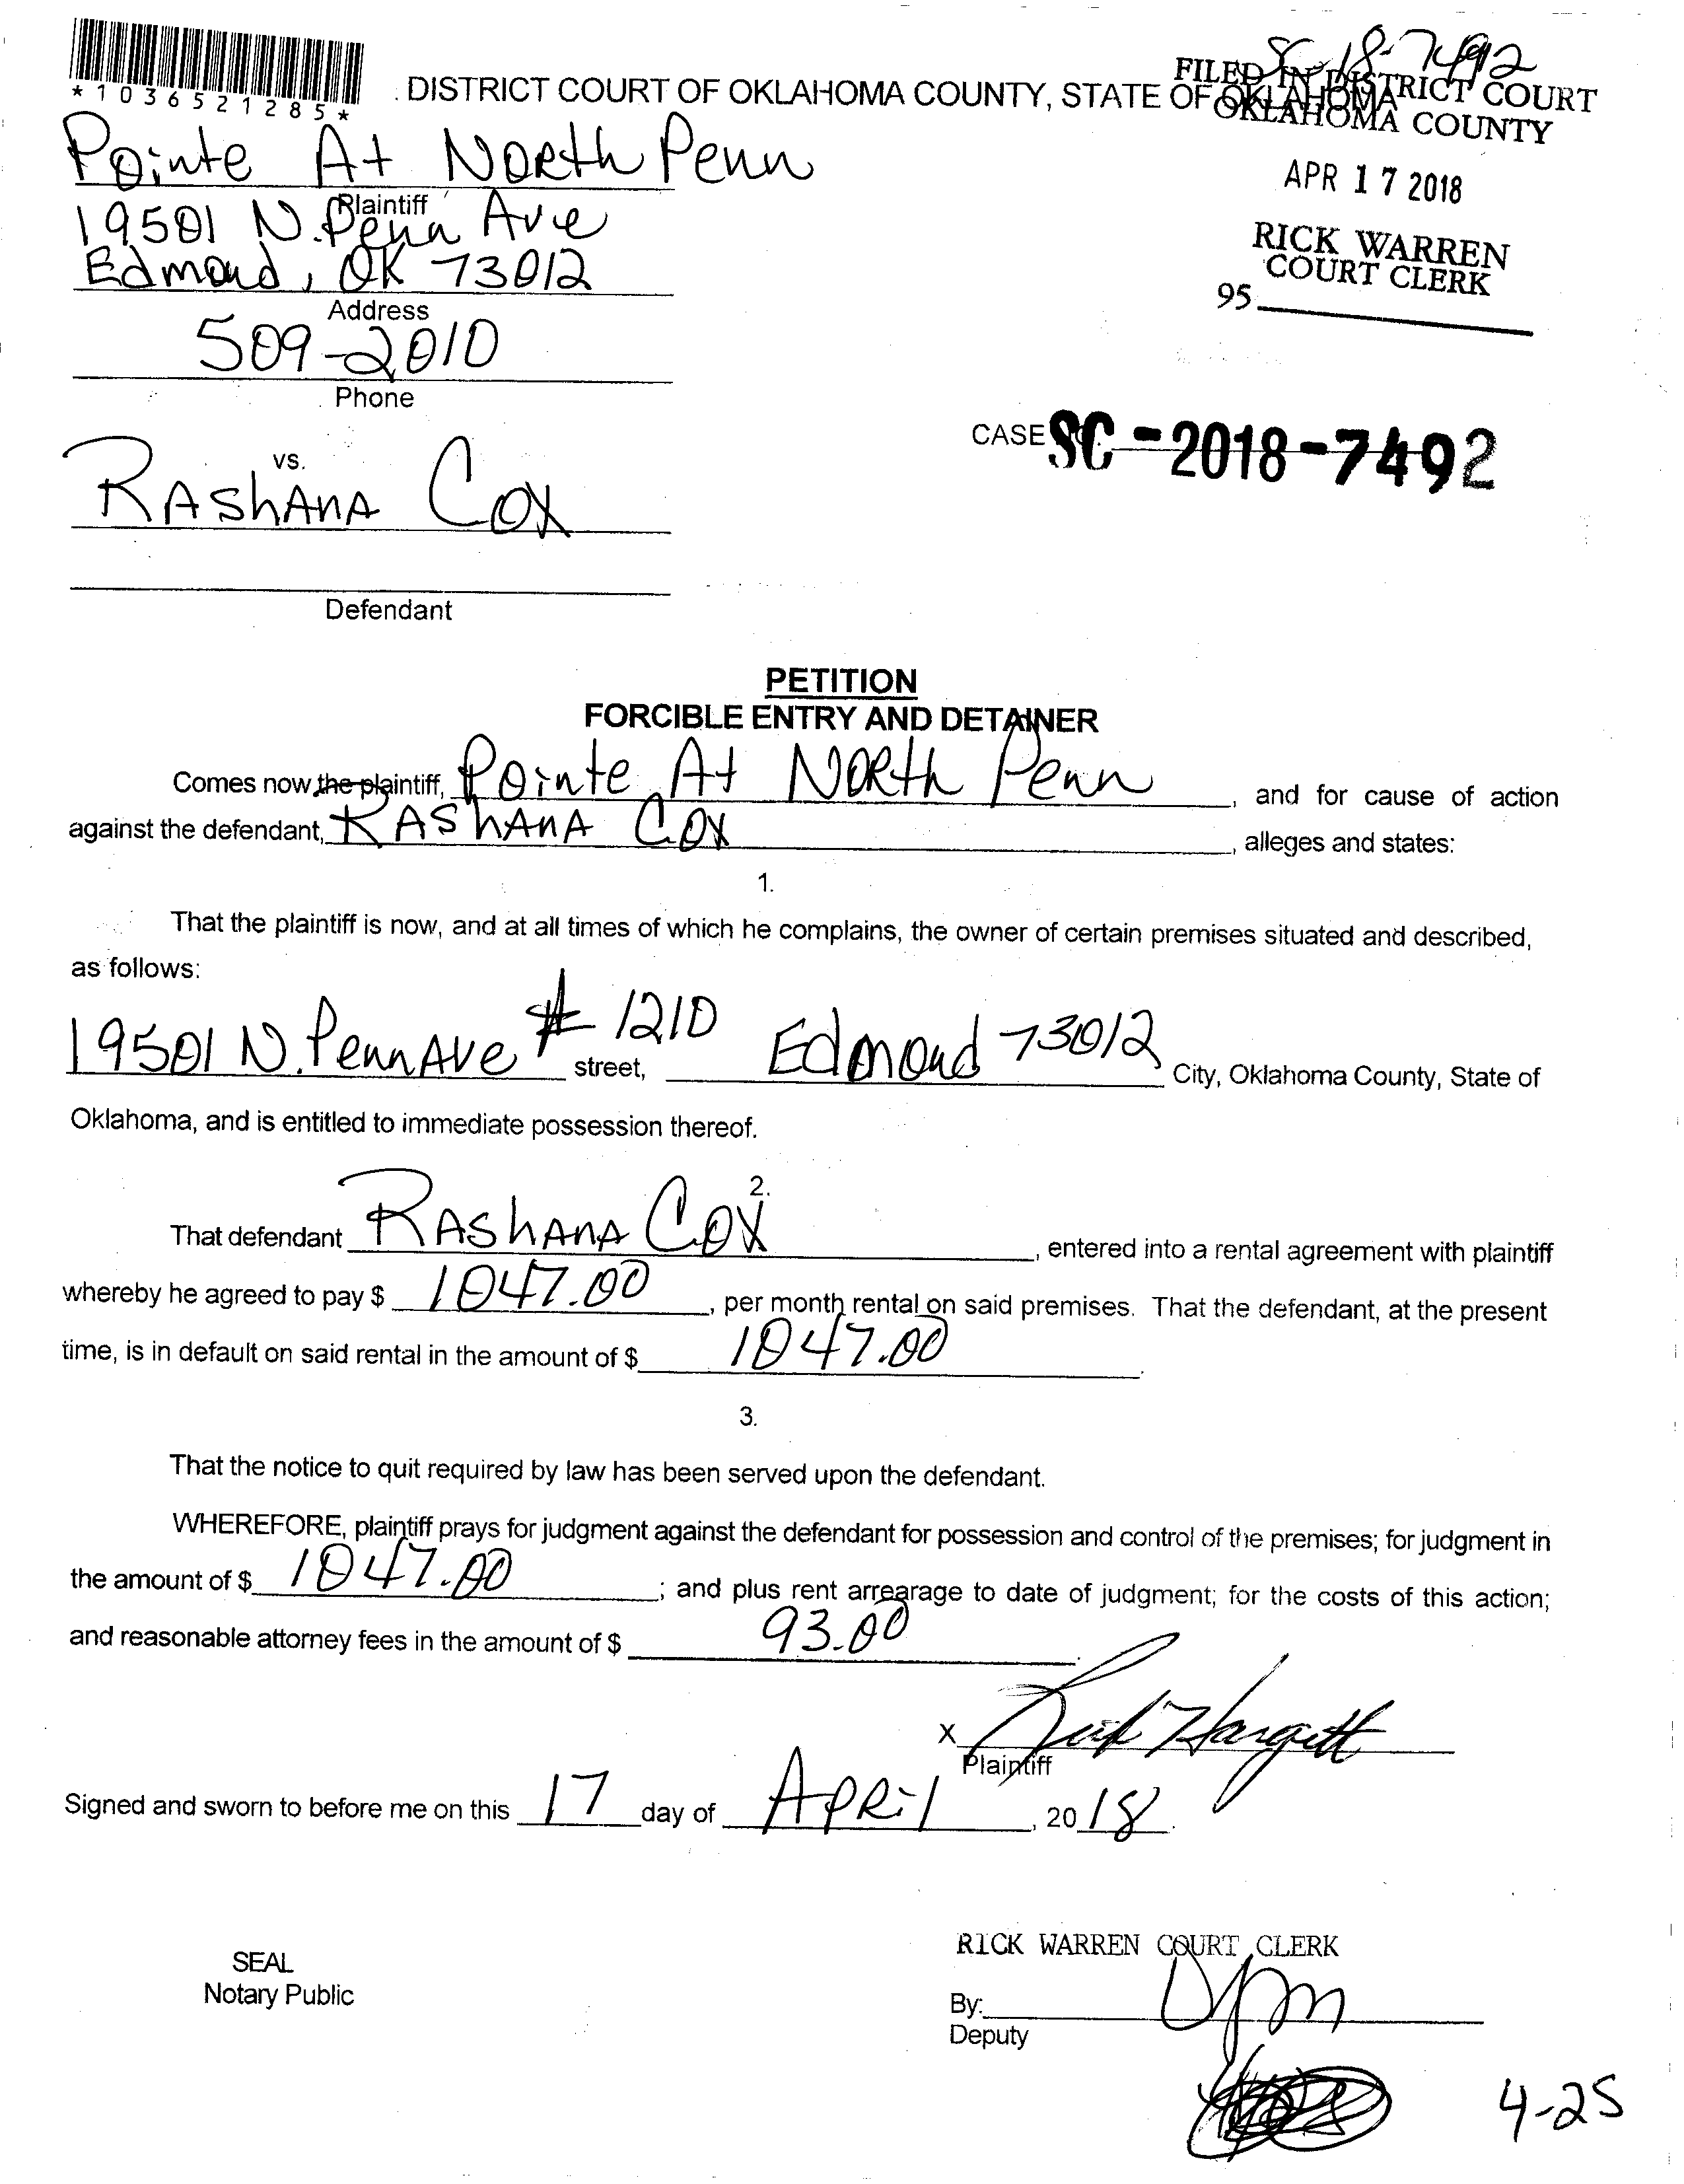 SC-18-7492
*1036521285*
DISTRICT COURT OF OKLAHOMA COUNTY, STATE OF OKLAHOMA
FILED IN DISTRICT COURT
OKLAHOMA COUNTY
APR 17 2018
RICK WARREN
COURT CLERK
95
Pointe At North Penn
Plaintiff
19501 N. Penn Ave
Edmond, OK 73012
Address
509-2010
Phone
CASE NO. SC-2018-7492
vs.
RAShAnA Cox
Defendant
PETITION
FORCIBLE ENTRY AND DETAINER
Comes now the plaintiff, Pointe At North Penn, and for cause of action
against the defendant, RAShAnA Cox, alleges and states:
1.
That the plaintiff is now, and at all times of which he complains, the owner of certain premises situated and described,
as follows:
19501 N. Penn Ave # 1210 street, Edmond 73012 City, Oklahoma County, State of
Oklahoma, and is entitled to immediate possession thereof.
2.
That defendant RAShAnA Cox, entered into a rental agreement with plaintiff
whereby he agreed to pay $ 1047.00, per month rental on said premises. That the defendant, at the present
time, is in default on said rental in the amount of $ 1047.00.
3.
That the notice to quit required by law has been served upon the defendant.
WHEREFORE, plaintiff prays for judgment against the defendant for possession and control of the premises; for judgment in
the amount of $ 1047.00; and plus rent arrearage to date of judgment; for the costs of this action;
and reasonable attorney fees in the amount of $ 93.00.
X
Plaintiff
Signed and sworn to before me on this 17 day of APRil, 2018.
RICK WARREN COURT CLERK
SEAL
Notary Public
By:
Deputy
4-25